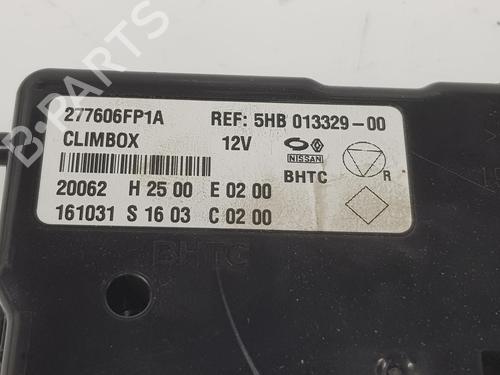 277606FP1A REF: 5HB 013329-00
CLIMBOX 12V
NISSAN
BHTC R
20062 H 25 00 E 02 00
161031 S 16 03 C 02 00
BHTC
B-PARTS